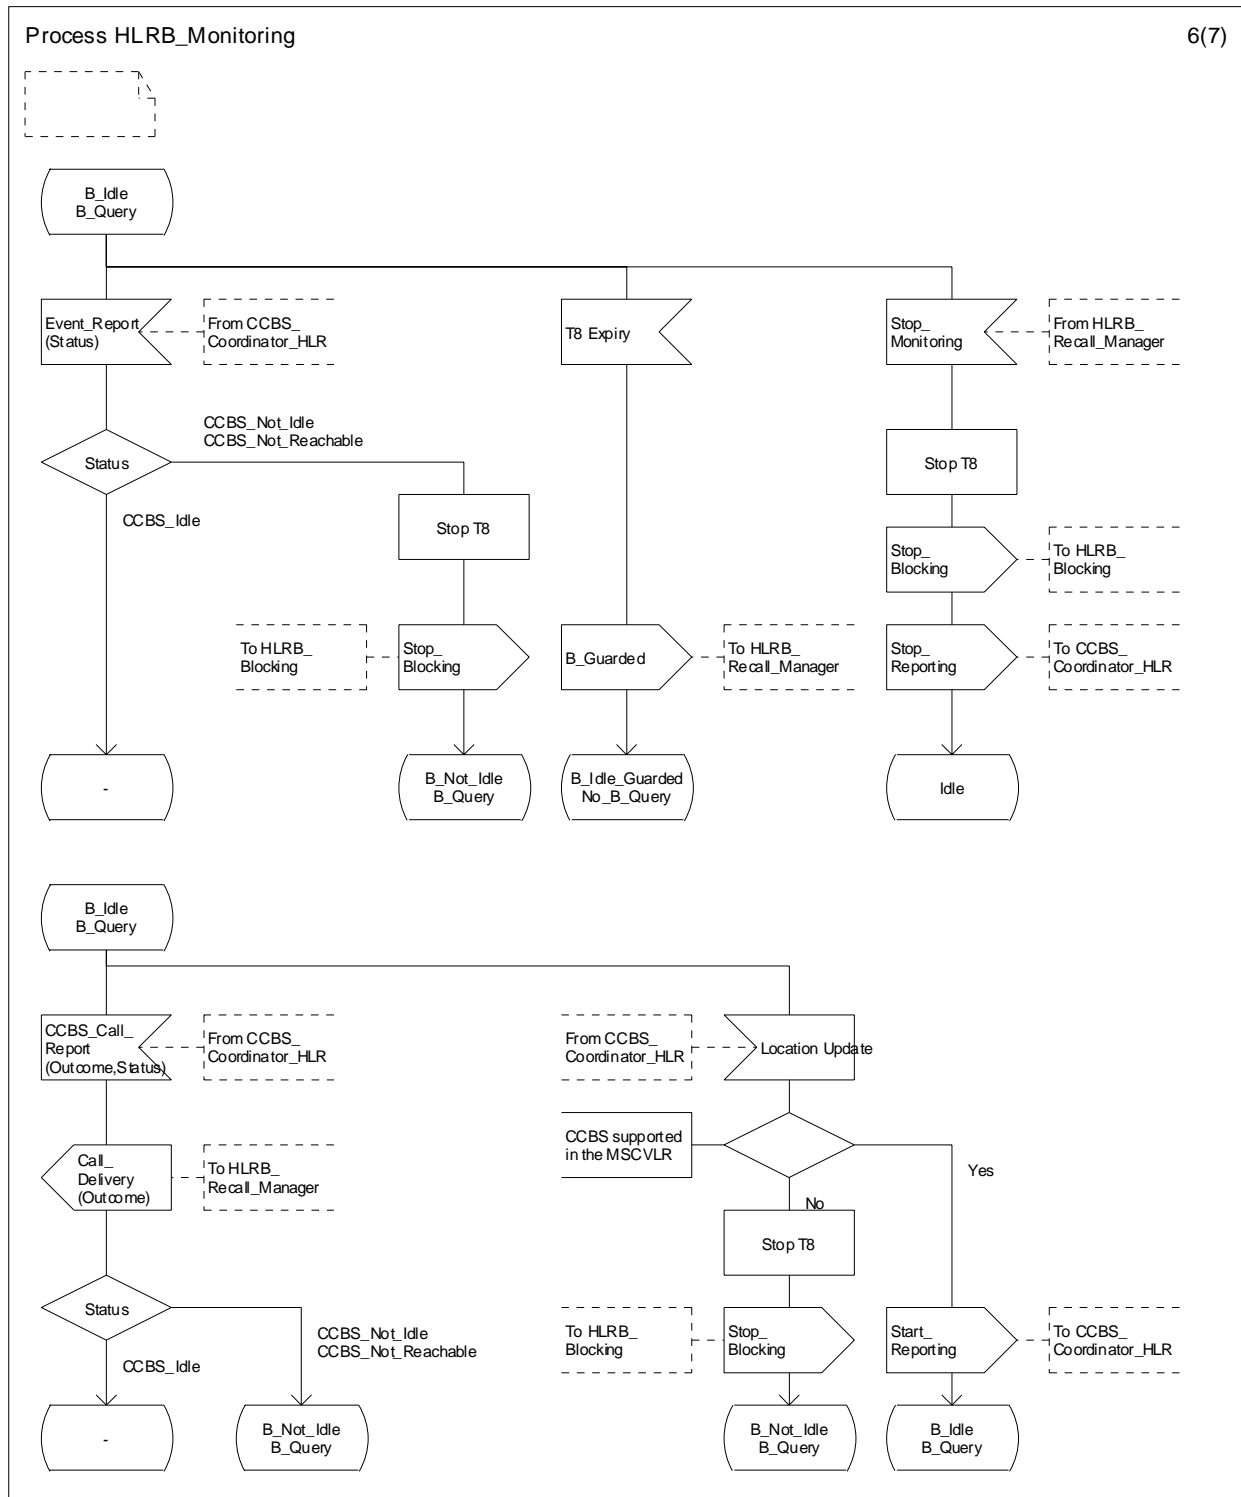 Process HLRB_Monitoring
6(7)
B_Idle
B_Query
Event_Report
(Status)
From CCBS_
Coordinator_HLR
T8 Expiry
Stop_
Monitoring
From HLRB_
Recall_Manager
Status
CCBS_Not_Idle
CCBS_Not_Reachable
CCBS_Idle
Stop T8
Stop T8
Stop_
Blocking
To HLRB_
Blocking
To HLRB_
Blocking
Stop_
Blocking
B_Guarded
To HLRB_
Recall_Manager
Stop_
Reporting
To CCBS_
Coordinator_HLR
-
B_Not_Idle
B_Query
B_Idle_Guarded
No_B_Query
Idle
B_Idle
B_Query
CCBS_Call_
Report
(Outcome,Status)
From CCBS_
Coordinator_HLR
From CCBS_
Coordinator_HLR
Location Update
Call_
Delivery
(Outcome)
To HLRB_
Recall_Manager
CCBS supported
in the MSCVLR
Yes
No
Stop T8
Status
CCBS_Not_Idle
CCBS_Not_Reachable
CCBS_Idle
To HLRB_
Blocking
Stop_
Blocking
Start_
Reporting
To CCBS_
Coordinator_HLR
-
B_Not_Idle
B_Query
B_Not_Idle
B_Query
B_Idle
B_Query